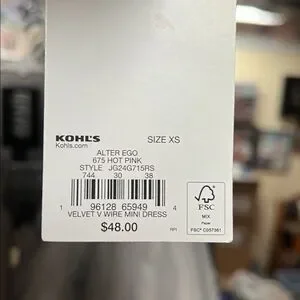 KOHL'S SIZE XS
Kohls.com
ALTER EGO
675 HOT PINK
STYLE JG24G715RS
744 30 38
1 96128 65949 4
VELVET V WIRE MINI DRESS
$48.00
RPI
FSC
MIX
Paper
FSC® C057361